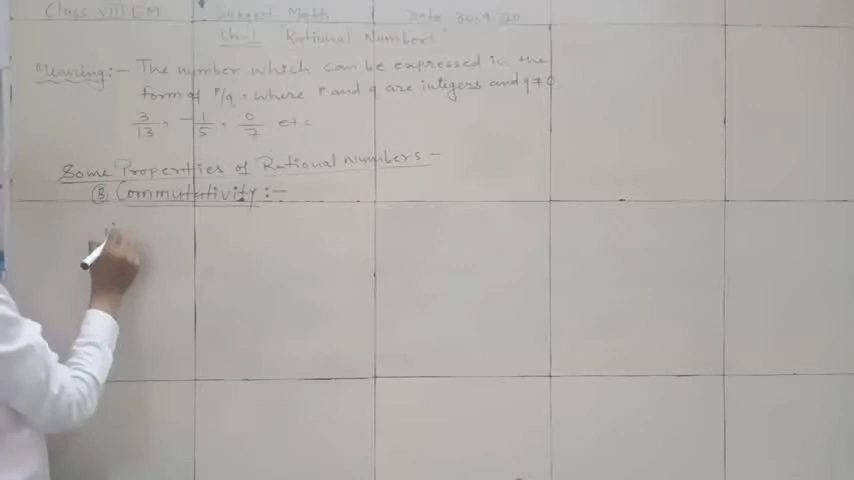 Class VIII EM Subject Math Date 30.9.20
Ch-1 "Rational Numbers"
Meaning:- The number which can be expressed in the
form of P/q, where P and q are integers and q≠0
3/13, -1/5, 0/7 etc
Some Properties of Rational Numbers -
B Commutativity:-